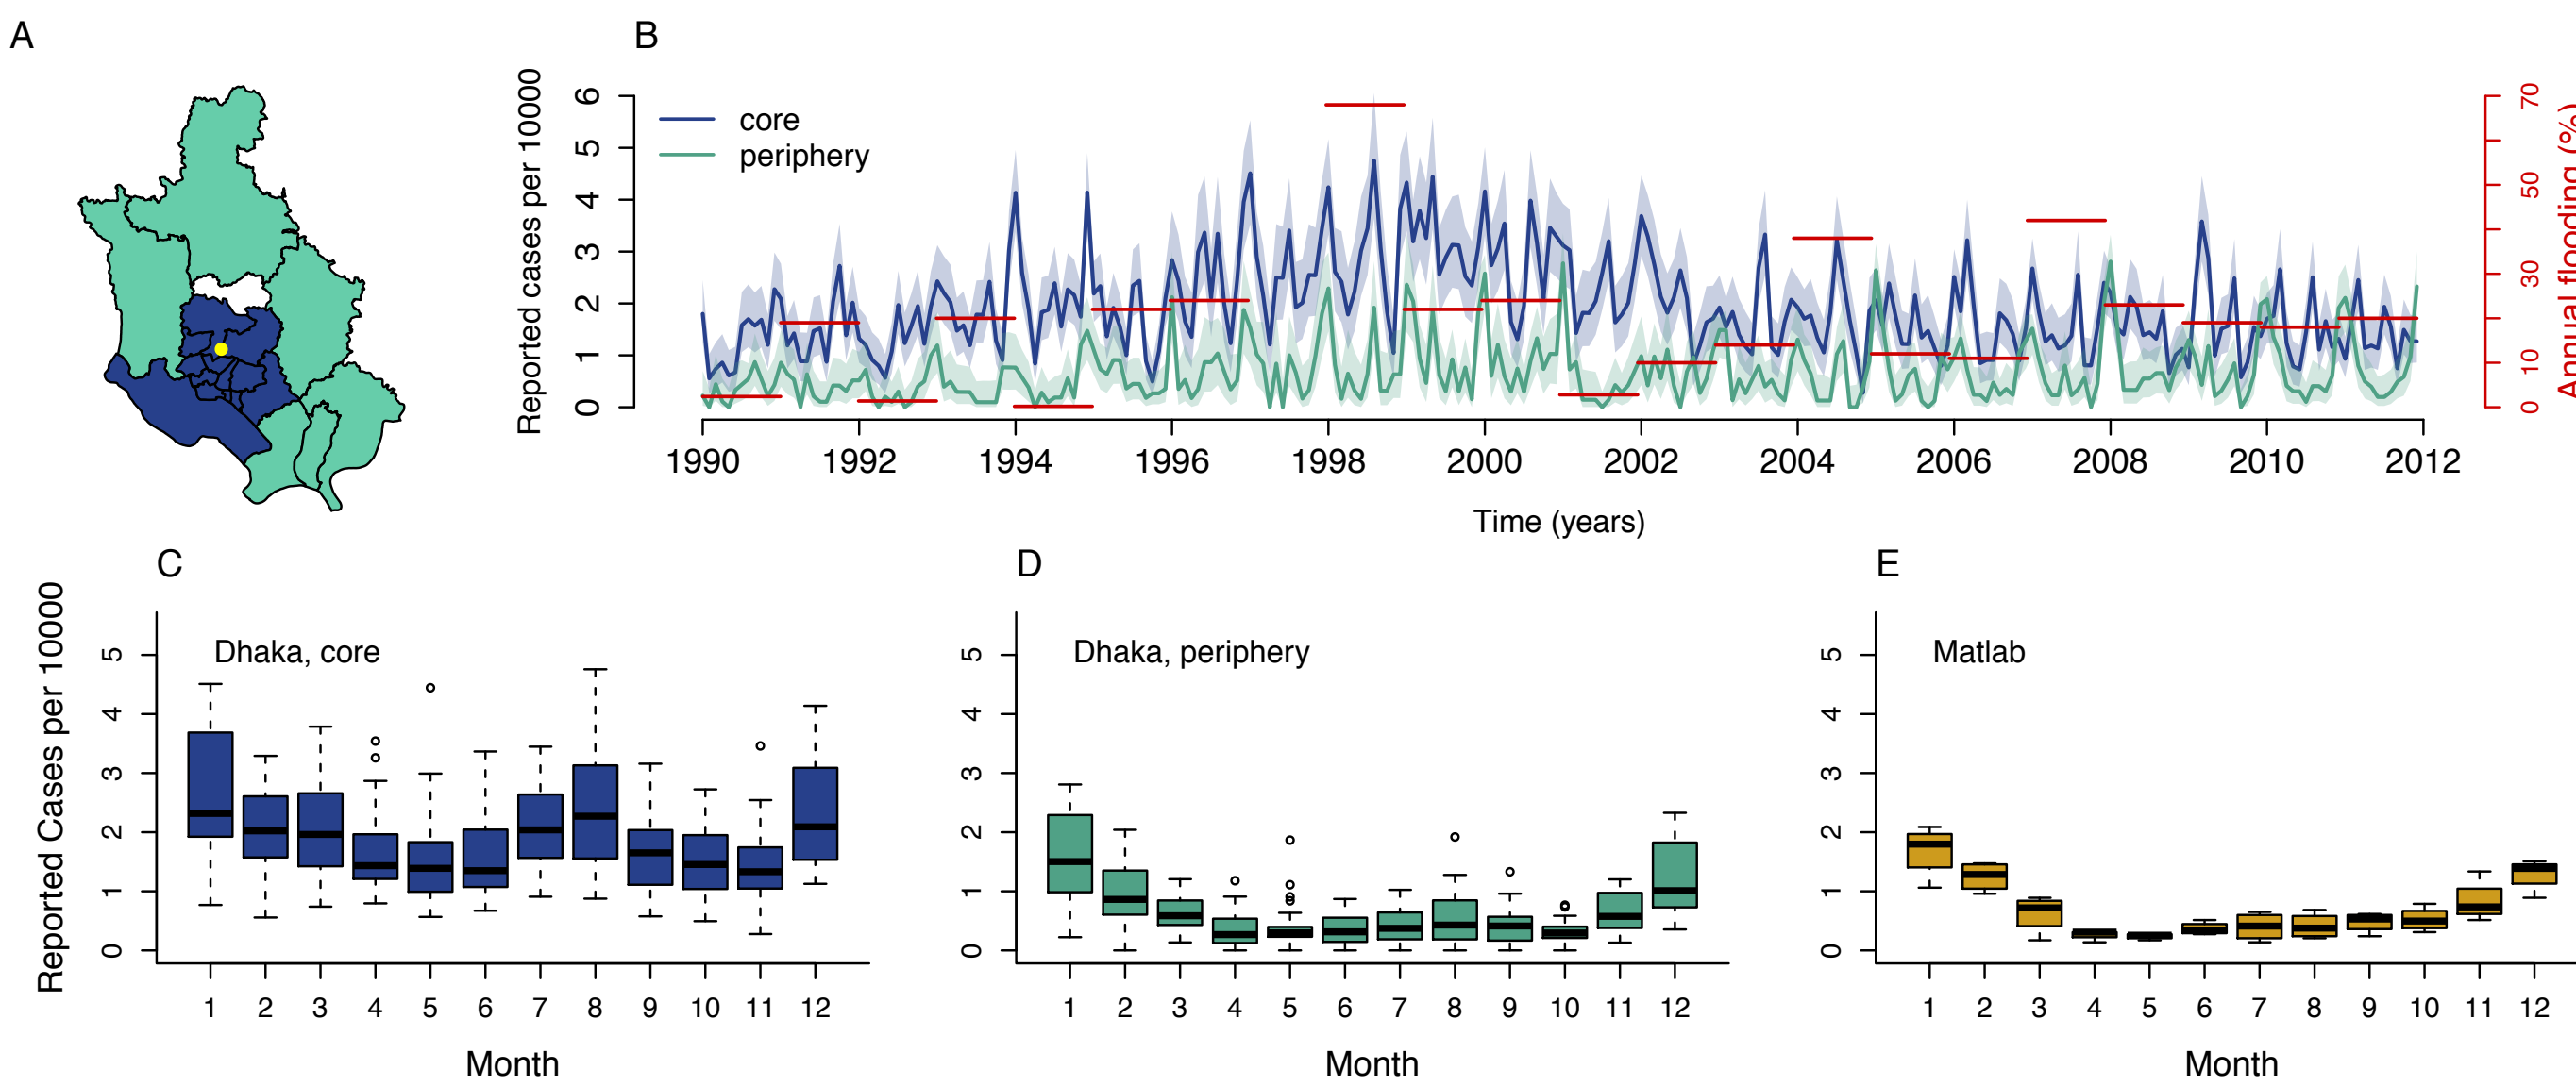 A
B
Reported cases per 10000
0 1 2 3 4 5 6
core
periphery
0 10 30 50 70
Annual flooding (%)
1990 1992 1994 1996 1998 2000 2002 2004 2006 2008 2010 2012
Time (years)
C
Reported Cases per 10000
0 1 2 3 4 5
Dhaka, core
1 2 3 4 5 6 7 8 9 10 11 12
Month
D
0 1 2 3 4 5
Dhaka, periphery
1 2 3 4 5 6 7 8 9 10 11 12
Month
E
0 1 2 3 4 5
Matlab
1 2 3 4 5 6 7 8 9 10 11 12
Month